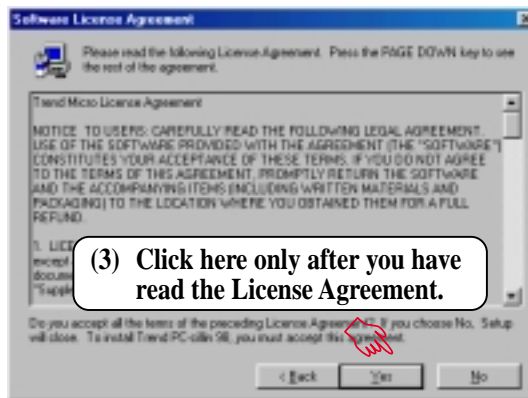 Software License Agreement
Please read the following License Agreement. Press the PAGE DOWN key to see
the rest of the agreement.
Trend Micro License Agreement
NOTICE TO USERS: CAREFULLY READ THE FOLLOWING LEGAL AGREEMENT.
USE OF THE SOFTWARE PROVIDED WITH THE AGREEMENT (THE "SOFTWARE")
CONSTITUTES YOUR ACCEPTANCE OF THESE TERMS. IF YOU DO NOT AGREE
TO THE TERMS OF THIS AGREEMENT, PROMPTLY RETURN THE SOFTWARE
AND THE ACCOMPANYING ITEMS (INCLUDING WRITTEN MATERIALS AND
PACKAGING) TO THE LOCATION WHERE YOU OBTAINED THEM FOR A FULL
REFUND.
1. LICE
except
docume
"Supple
(3) Click here only after you have
read the License Agreement.
Do you accept all the terms of the preceding License Agreement? If you choose No, Setup
will close. To install Trend PC-cillin 98, you must accept this agreement.
< Back
Yes
No